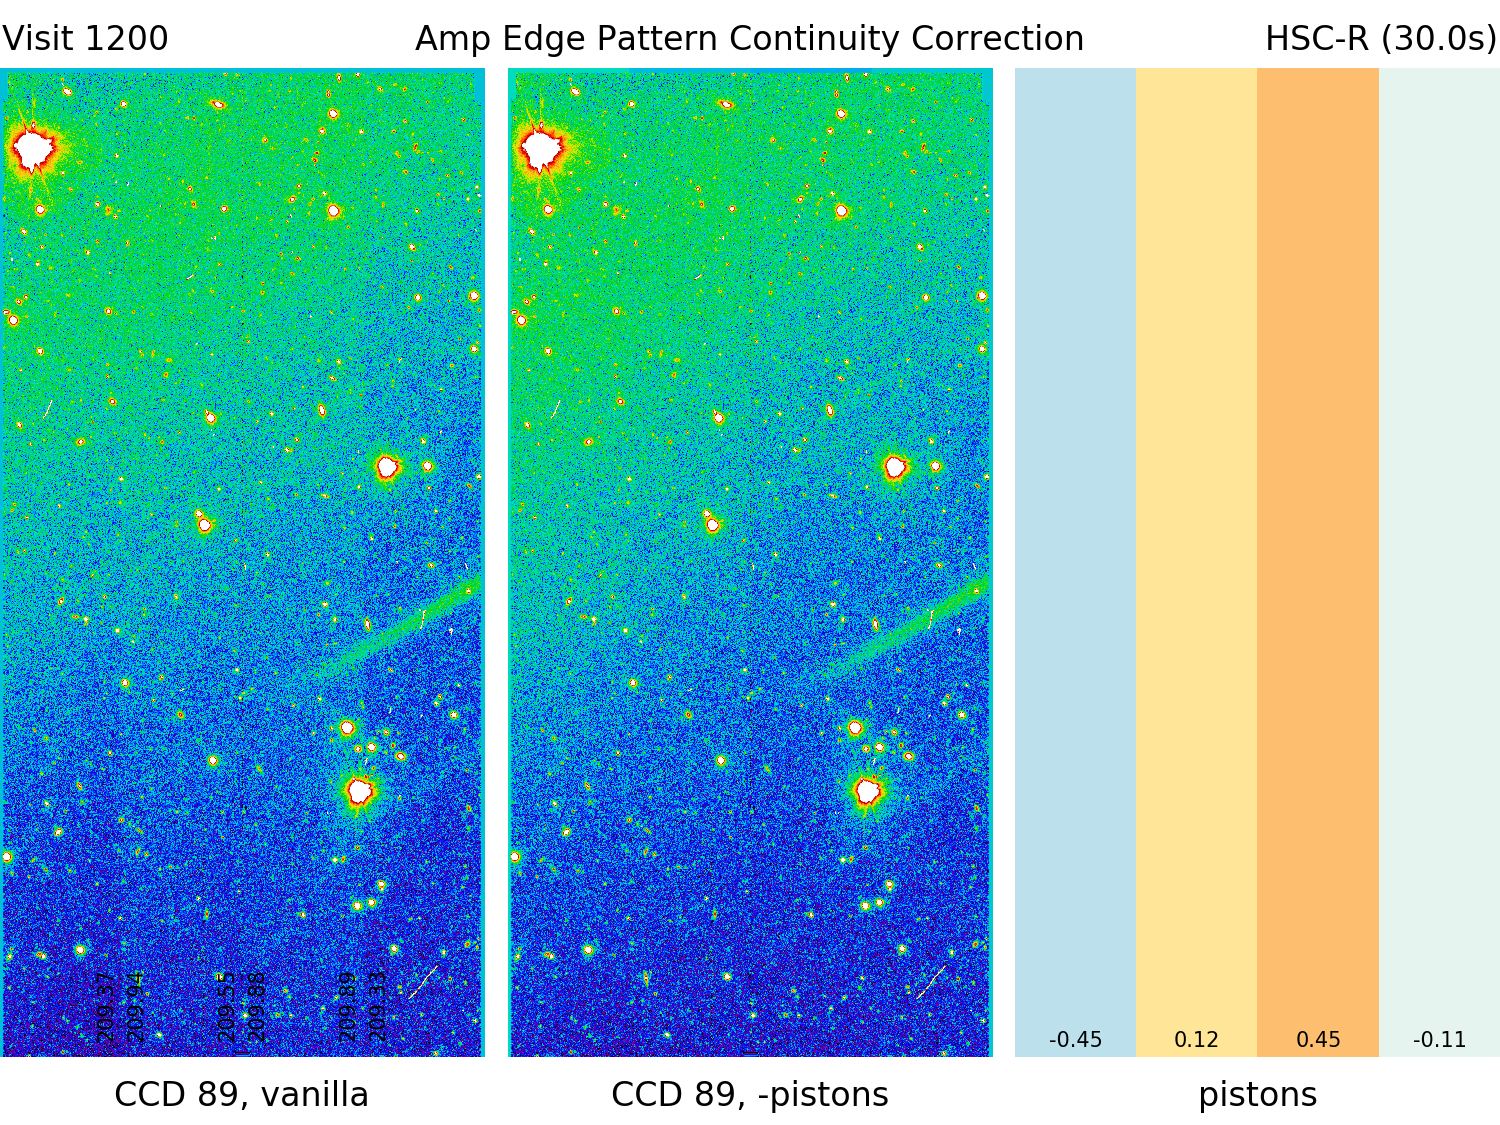 Visit 1200
Amp Edge Pattern Continuity Correction
HSC-R (30.0s)
209.37
209.94
209.55
209.88
209.89
209.33
-0.45
0.12
0.45
-0.11
CCD 89, vanilla
CCD 89, -pistons
pistons